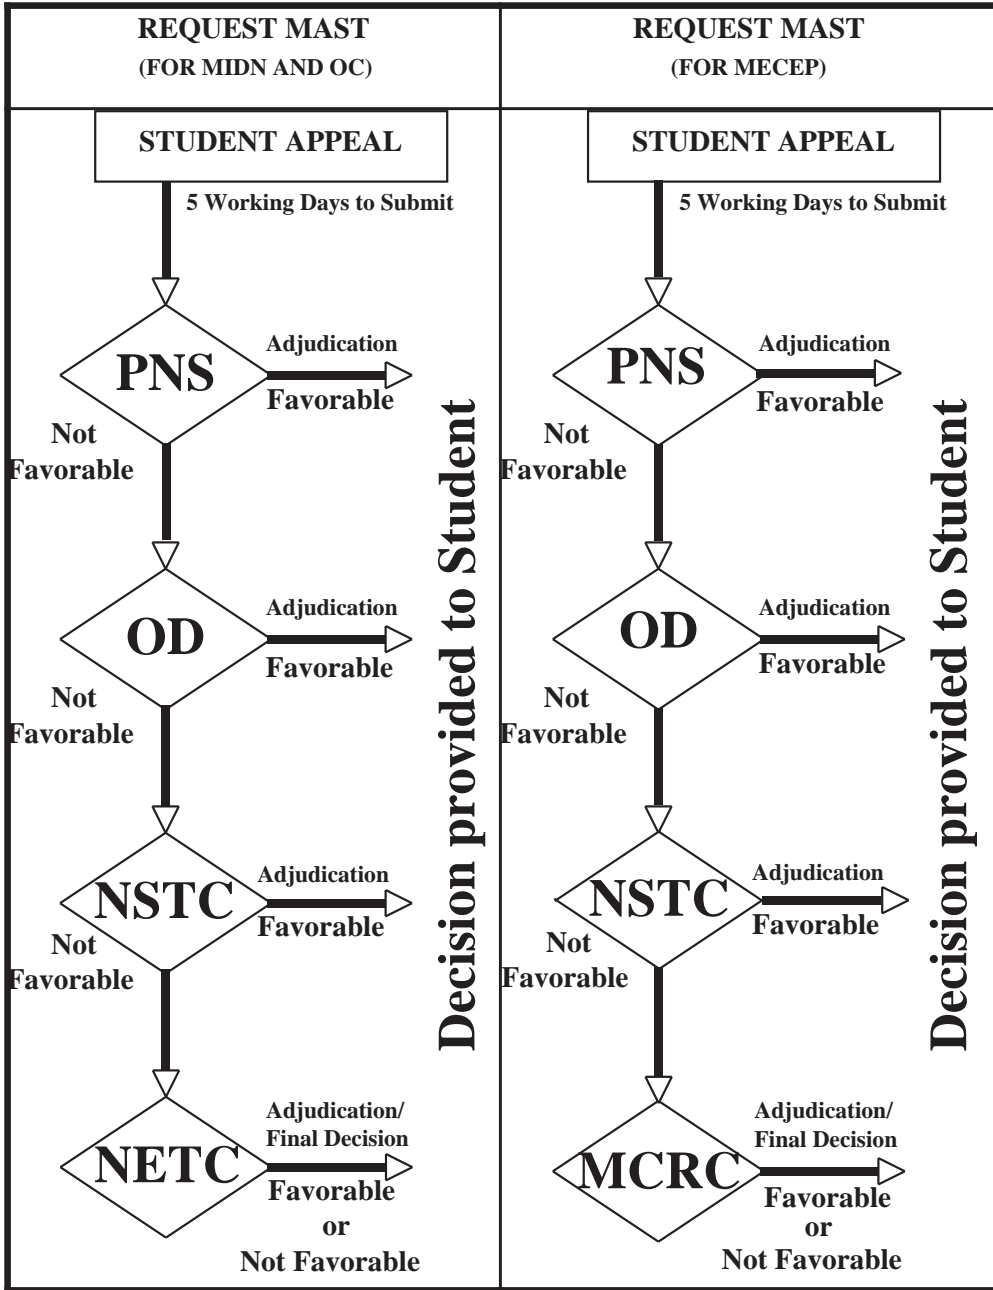 REQUEST MAST
(FOR MIDN AND OC)
STUDENT APPEAL
5 Working Days to Submit
PNS
Adjudication
Favorable
Not
Favorable
OD
Adjudication
Favorable
Not
Favorable
NSTC
Adjudication
Favorable
Not
Favorable
NETC
Adjudication/
Final Decision
Favorable
or
Not Favorable
Decision provided to Student
REQUEST MAST
(FOR MECEP)
STUDENT APPEAL
5 Working Days to Submit
PNS
Adjudication
Favorable
Not
Favorable
OD
Adjudication
Favorable
Not
Favorable
NSTC
Adjudication
Favorable
Not
Favorable
MCRC
Adjudication/
Final Decision
Favorable
or
Not Favorable
Decision provided to Student